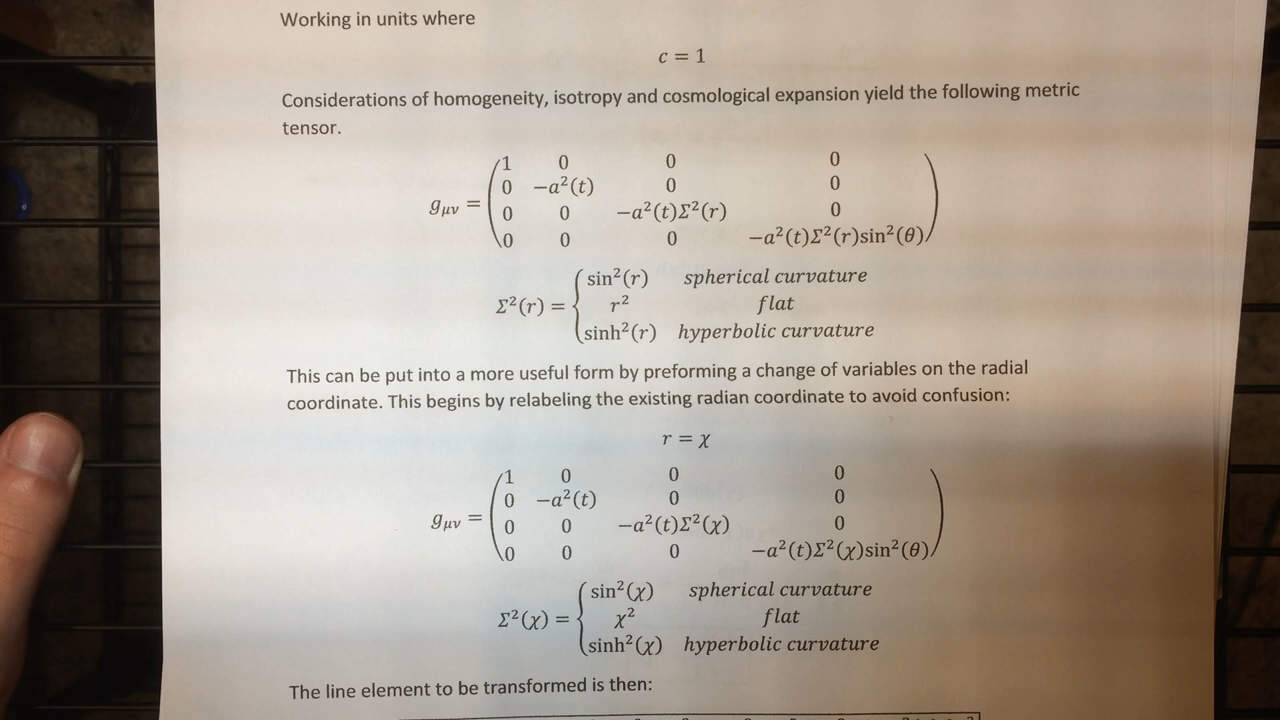 Working in units where
c = 1
Considerations of homogeneity, isotropy and cosmological expansion yield the following metric
tensor.
1 0 0 0
0 −a²(t) 0 0
gμν = 0 0 −a²(t)Σ²(r) 0
0 0 0 −a²(t)Σ²(r)sin²(θ)
sin²(r) spherical curvature
Σ²(r) = { r² flat
sinh²(r) hyperbolic curvature
This can be put into a more useful form by preforming a change of variables on the radial
coordinate. This begins by relabeling the existing radian coordinate to avoid confusion:
r = χ
1 0 0 0
0 −a²(t) 0 0
gμν = 0 0 −a²(t)Σ²(χ) 0
0 0 0 −a²(t)Σ²(χ)sin²(θ)
sin²(χ) spherical curvature
Σ²(χ) = { χ² flat
sinh²(χ) hyperbolic curvature
The line element to be transformed is then: